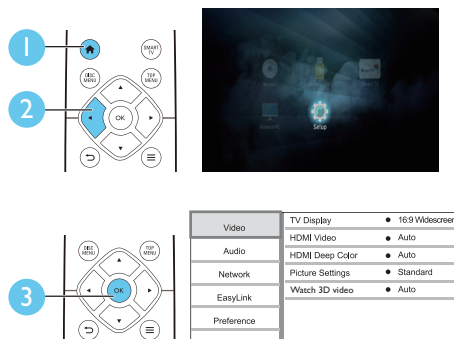 1
SMART
TV
DISC
MENU
TOP
MENU
2
OK
Setup
DISC
MENU
TOP
MENU
3
OK
Video
Audio
Network
EasyLink
Preference
TV Display 16:9 Widescreen
HDMI Video Auto
HDMI Deep Color Auto
Picture Settings Standard
Watch 3D video Auto